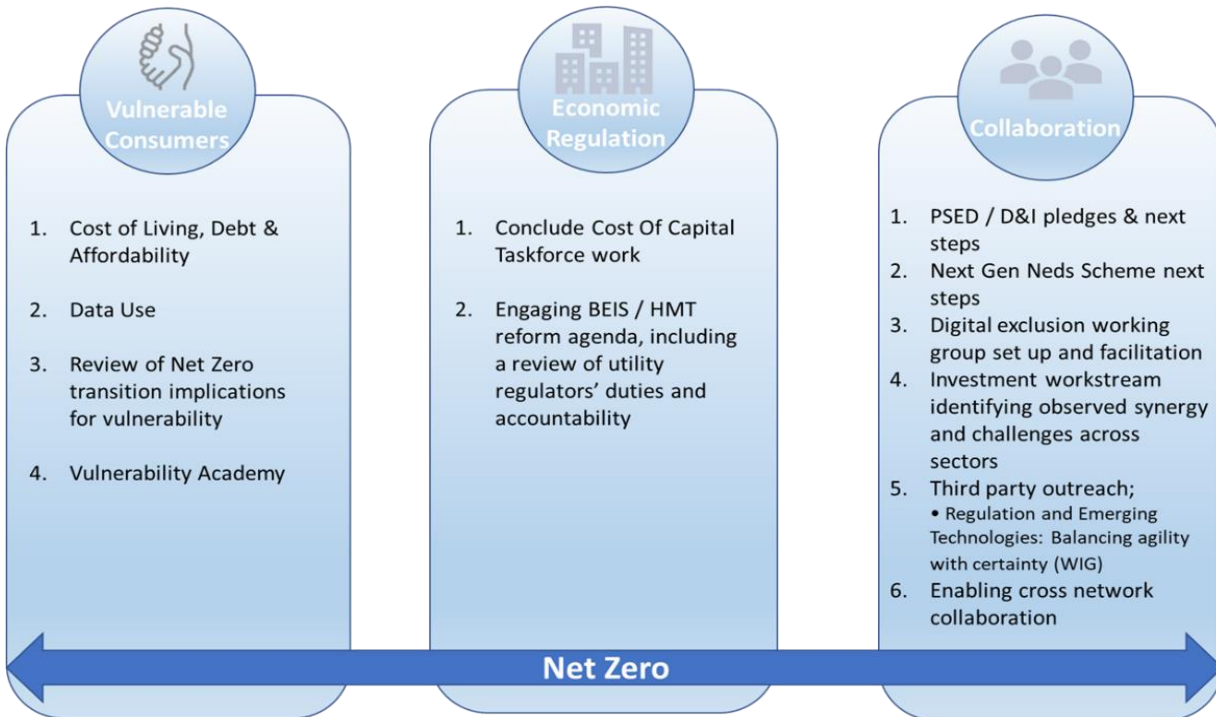 Vulnerable
Consumers
1. Cost of Living, Debt &
Affordability
2. Data Use
3. Review of Net Zero
transition implications
for vulnerability
4. Vulnerability Academy
Economic
Regulation
1. Conclude Cost Of Capital
Taskforce work
2. Engaging BEIS / HMT
reform agenda, including
a review of utility
regulators’ duties and
accountability
Collaboration
1. PSED / D&I pledges & next
steps
2. Next Gen Neds Scheme next
steps
3. Digital exclusion working
group set up and facilitation
4. Investment workstream
identifying observed synergy
and challenges across
sectors
5. Third party outreach;
• Regulation and Emerging
Technologies: Balancing agility
with certainty (WIG)
6. Enabling cross network
collaboration
Net Zero